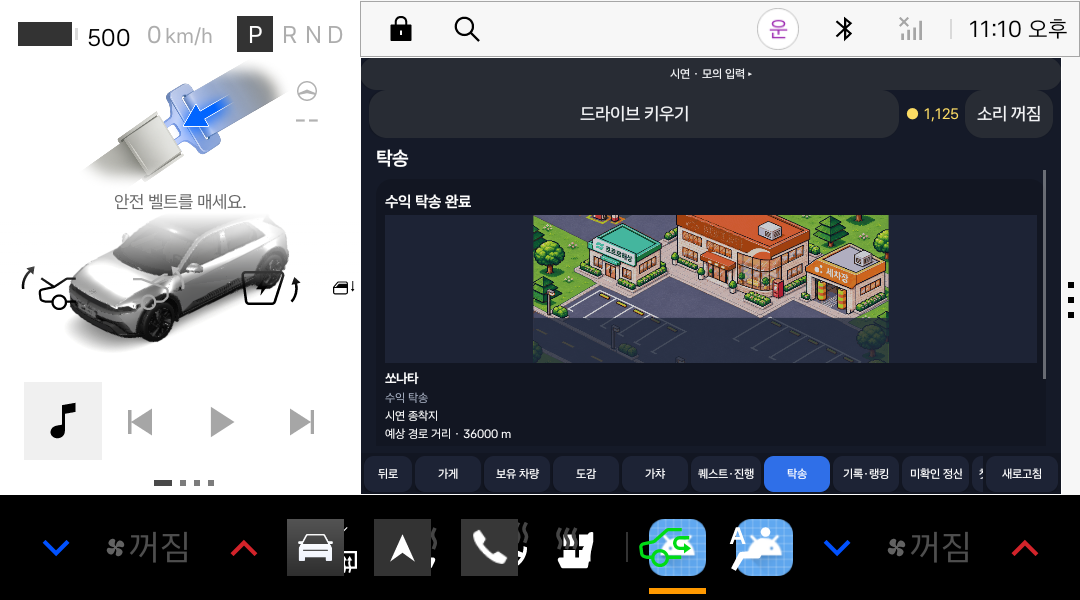 500
0 km/h
P R N D
안전 벨트를 매세요.
운
11:10 오후
시연 · 모의 입력 ▸
드라이브 키우기
1,125
소리 꺼짐
탁송
수익 탁송 완료
세차장
쏘나타
수익 탁송
시연 종착지
예상 경로 거리 · 36000 m
뒤로
가게
보유 차량
도감
가챠
퀘스트·진행
탁송
기록·랭킹
미확인 정산
새로고침
꺼짐
A
꺼짐